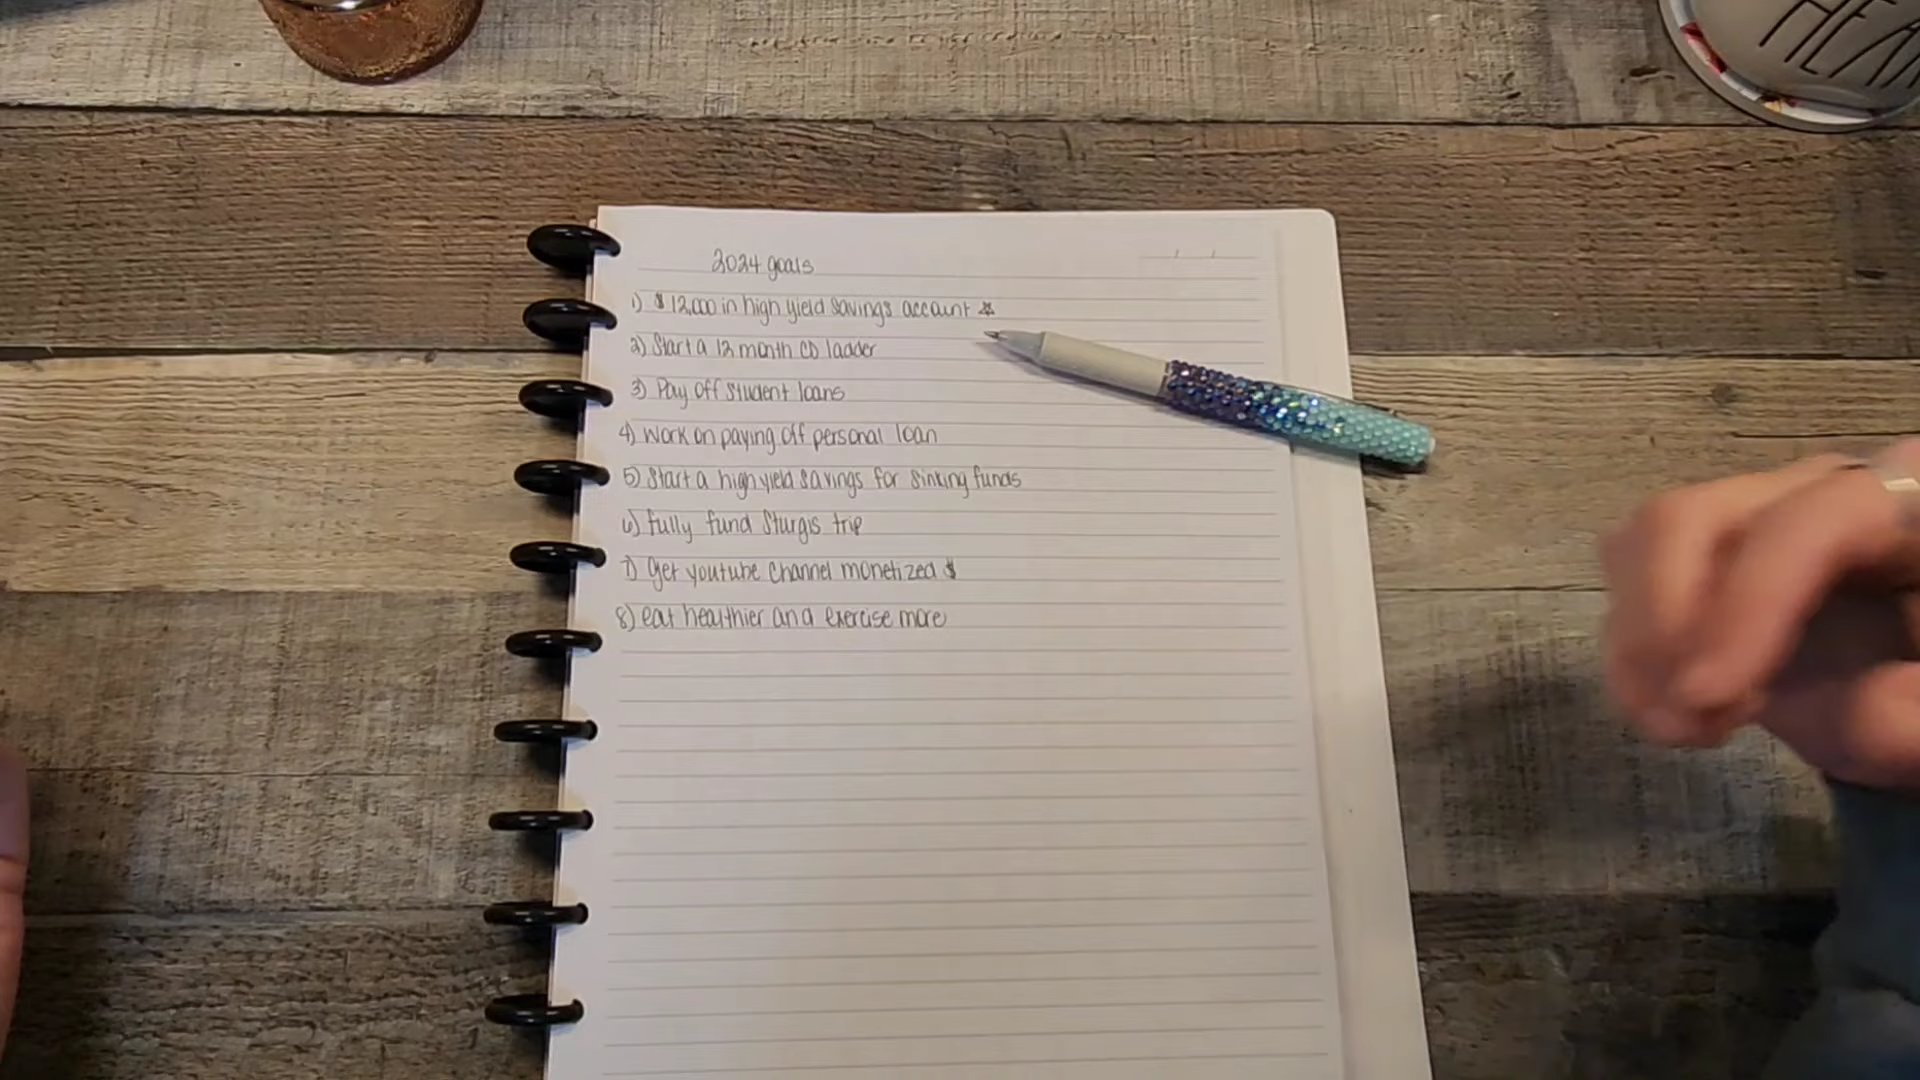 HEA
2024 goals
1) $12,000 in high yield savings account ☆
2) Start a 12 month CD ladder
3) Pay off student loans
4) work on paying off personal loan
5) Start a high yield savings for sinking funds
6) fully fund Sturgis trip
7) get youtube channel monetized $
8) eat healthier and exercise more